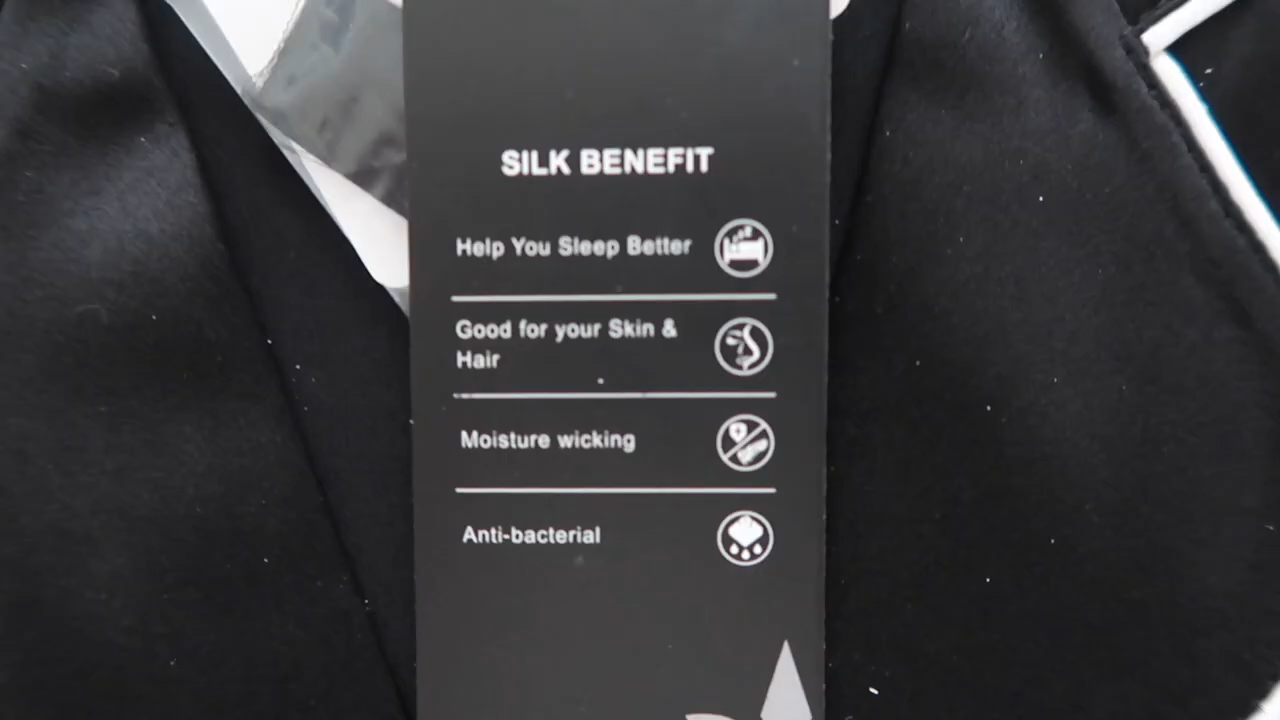 SILK BENEFIT
Help You Sleep Better
Good for your Skin &
Hair
Moisture wicking
Anti-bacterial